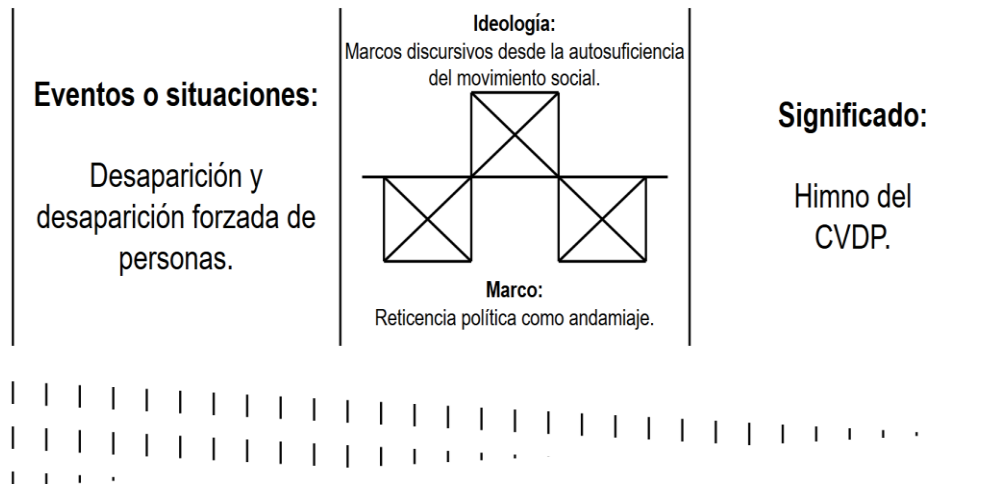 Eventos o situaciones:
Desaparición y
desaparición forzada de
personas.
Ideología:
Marcos discursivos desde la autosuficiencia
del movimiento social.
Marco:
Reticencia política como andamiaje.
Significado:
Himno del
CVDP.